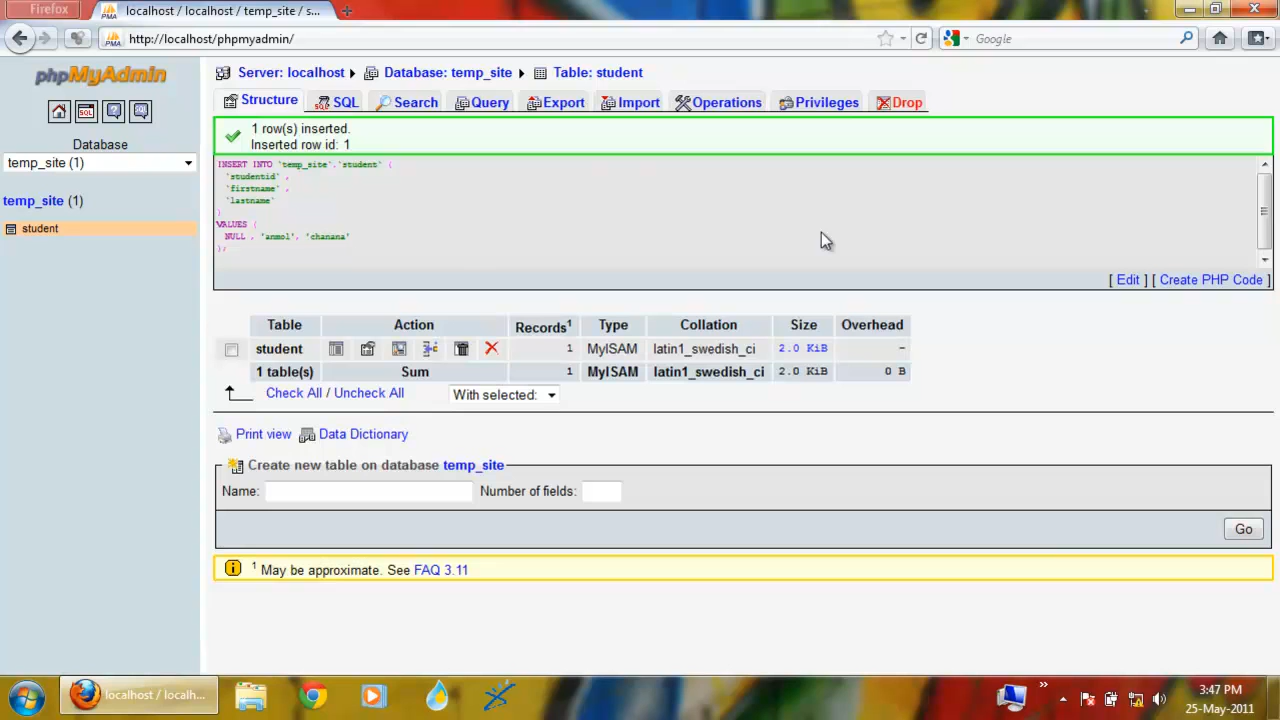 Firefox
localhost / localhost / temp_site / s...
http://localhost/phpmyadmin/
Google
phpMyAdmin
Server: localhost Database: temp_site Table: student
Structure SQL Search Query Export Import Operations Privileges Drop
Database
temp_site (1)
temp_site (1)
student
1 row(s) inserted.
Inserted row id: 1
INSERT INTO `temp_site`.`student` (
`studentid` ,
`firstname` ,
`lastname`
)
VALUES (
NULL , 'anmol', 'chanana'
);
[ Edit ] [ Create PHP Code ]
Table Action Records1 Type Collation Size Overhead
student 1 MyISAM latin1_swedish_ci 2.0 KiB -
1 table(s) Sum 1 MyISAM latin1_swedish_ci 2.0 KiB 0 B
Check All / Uncheck All With selected:
Print view Data Dictionary
Create new table on database temp_site
Name: Number of fields:
Go
1 May be approximate. See FAQ 3.11
localhost / localh...
3:47 PM
25-May-2011